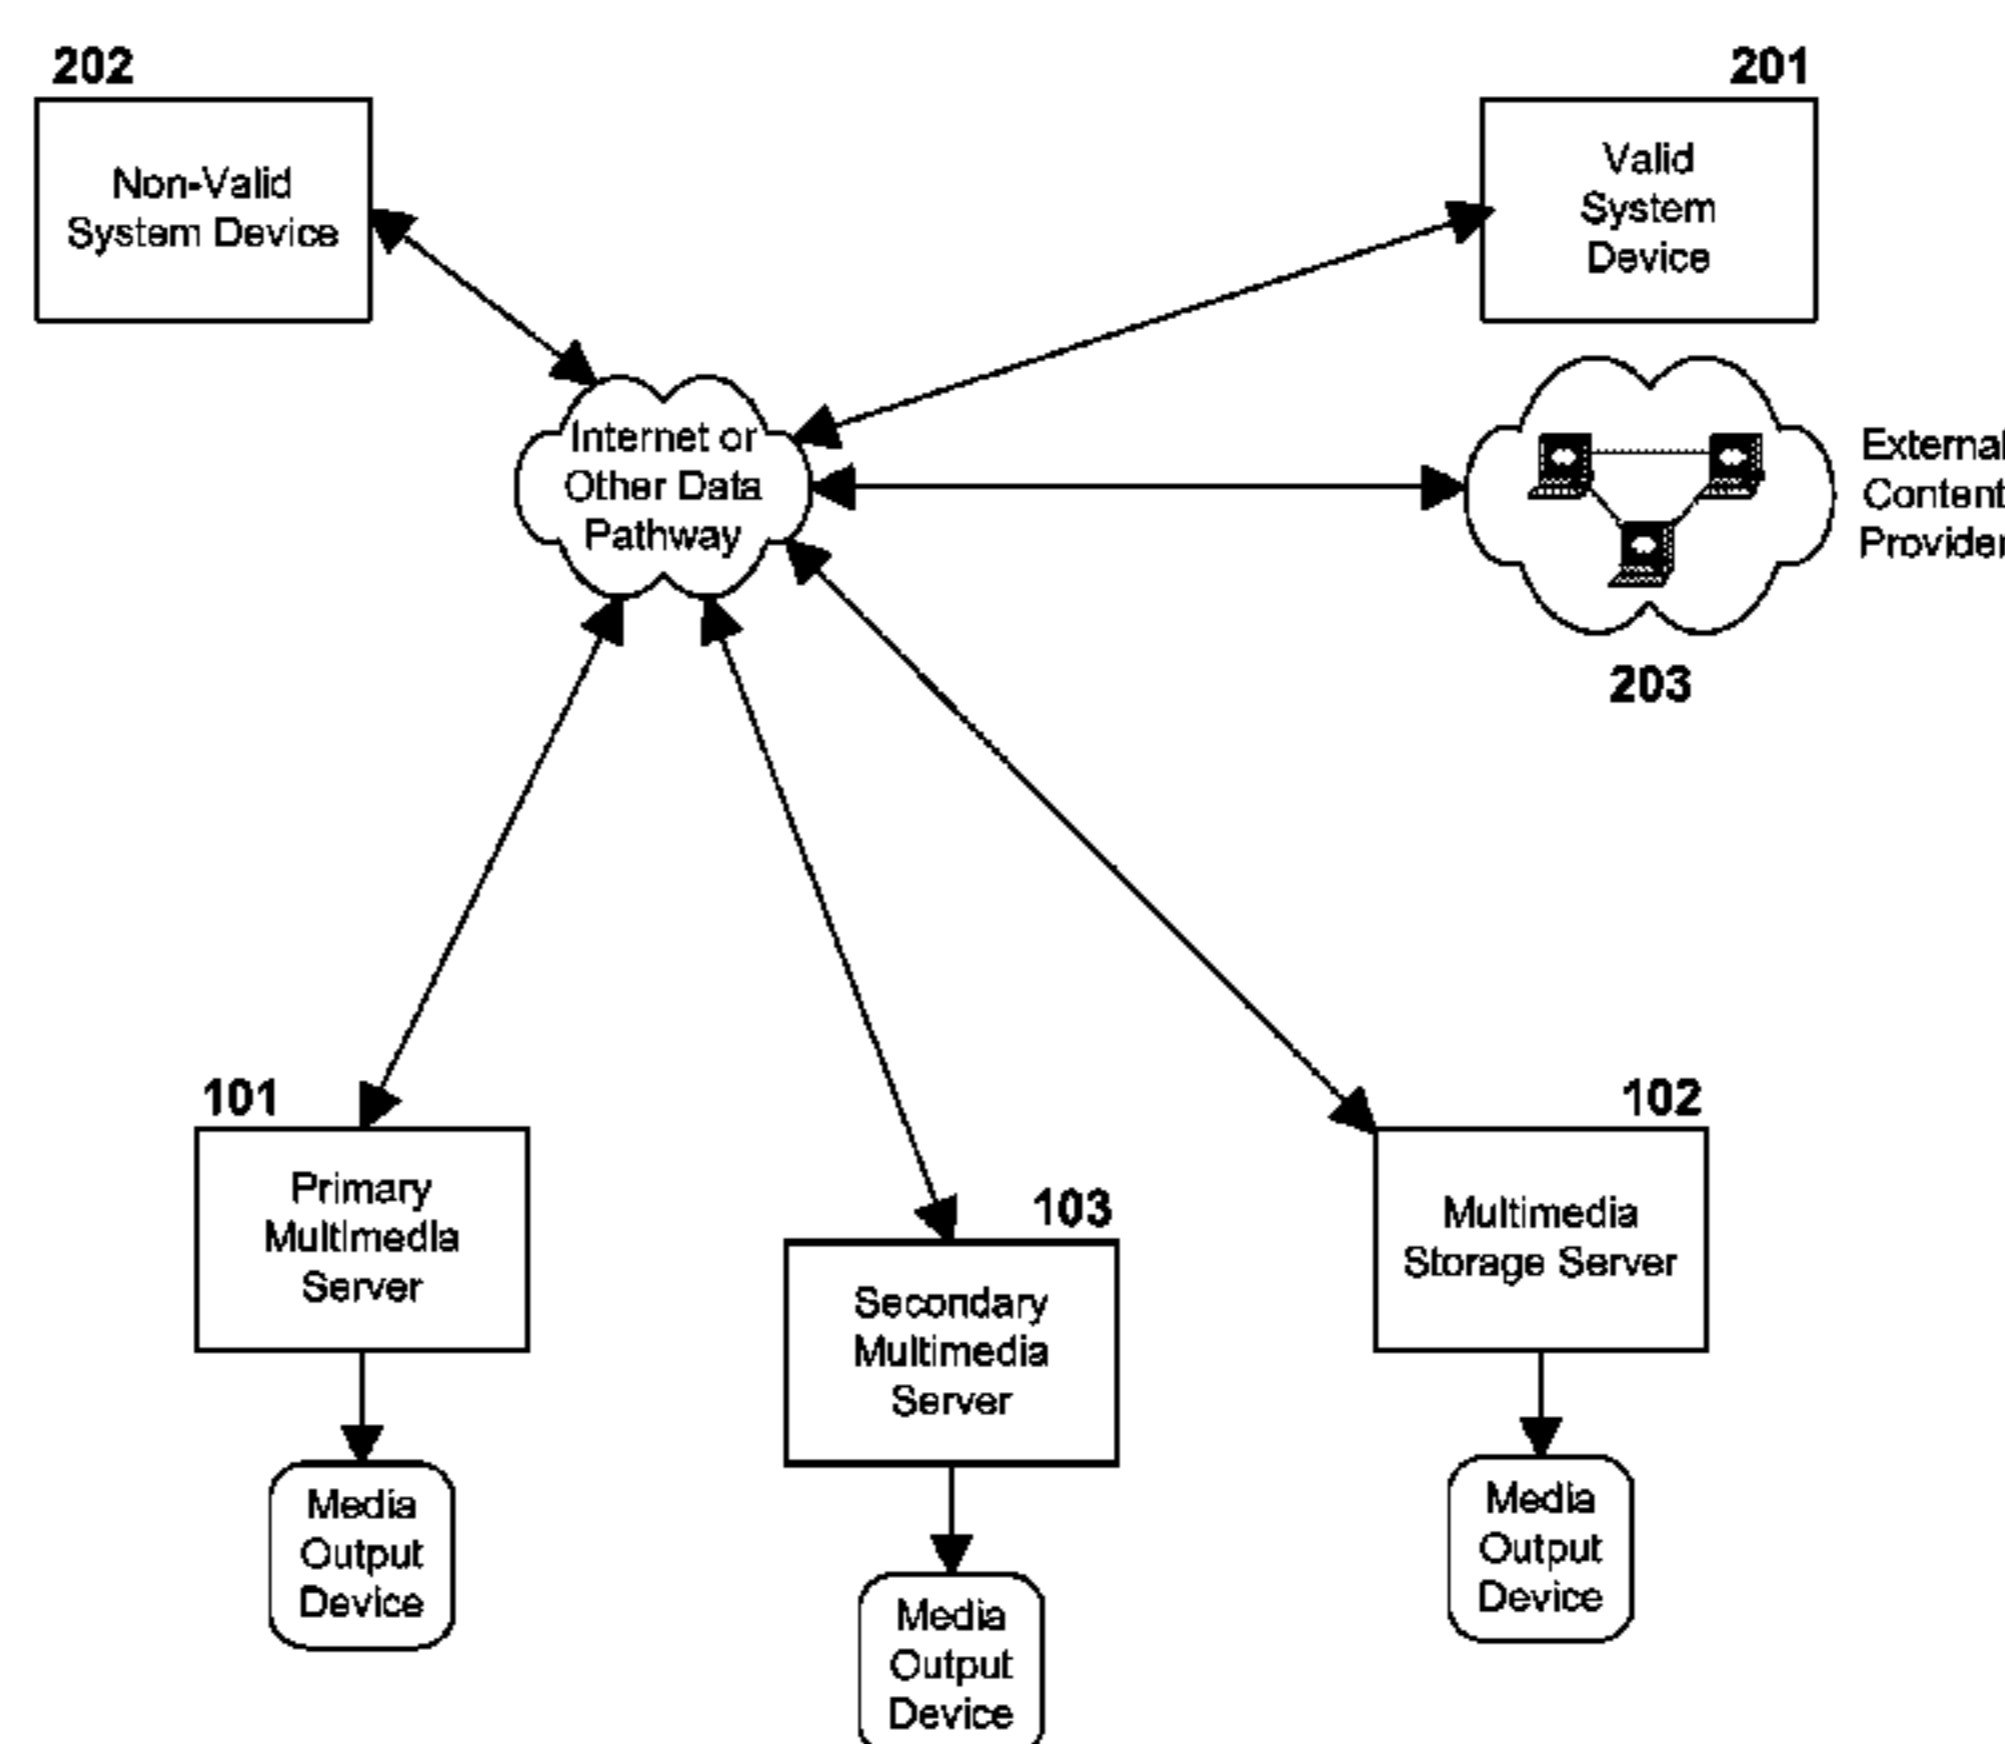 202
201
Non-Valid
System Device
Valid
System
Device
Internet or
Other Data
Pathway
External
Content
Provider
203
101
102
Primary
Multimedia
Server
103
Multimedia
Storage Server
Secondary
Multimedia
Server
Media
Output
Device
Media
Output
Device
Media
Output
Device